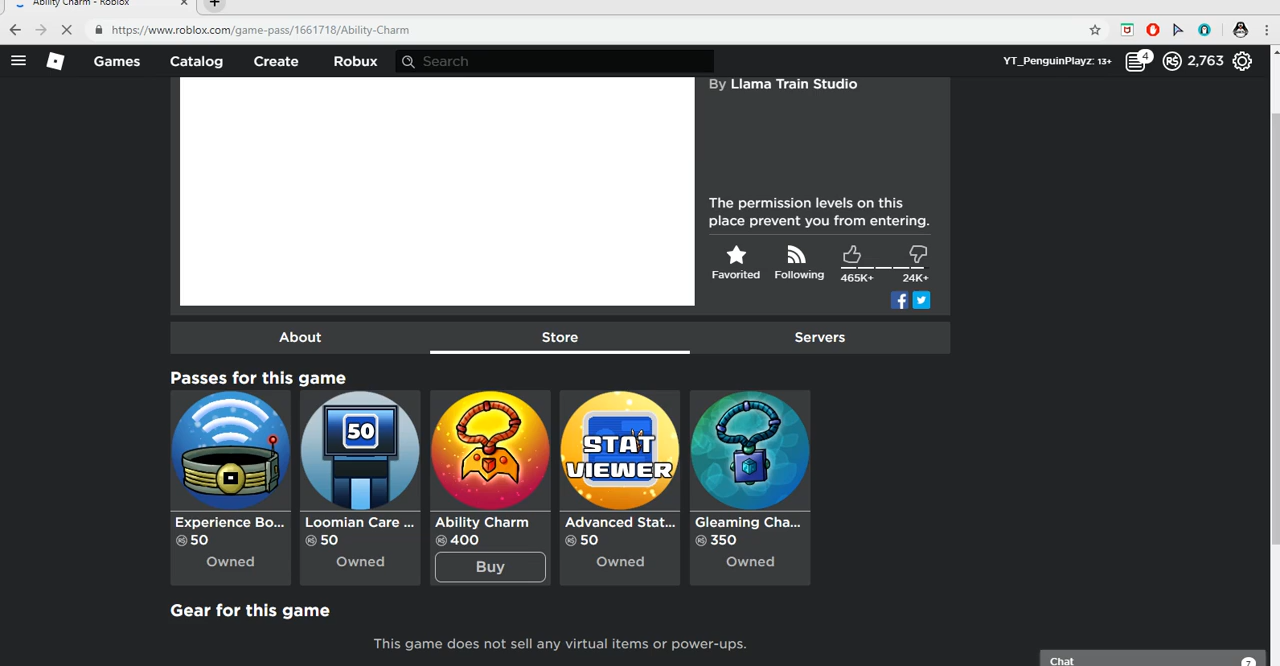 Ability Charm - Roblox
https://www.roblox.com/game-pass/1661718/Ability-Charm
Games Catalog Create Robux Search YT_PenguinPlayz: 13+ 4 R$ 2,763
By Llama Train Studio
The permission levels on this
place prevent you from entering.
Favorited Following 465K+ 24K+
About Store Servers
Passes for this game
50
STAT
VIEWER
Experience Bo... Loomian Care ... Ability Charm Advanced Stat... Gleaming Cha...
R$ 50 R$ 50 R$ 400 R$ 50 R$ 350
Owned Owned Buy Owned Owned
Gear for this game
This game does not sell any virtual items or power-ups.
Chat 7